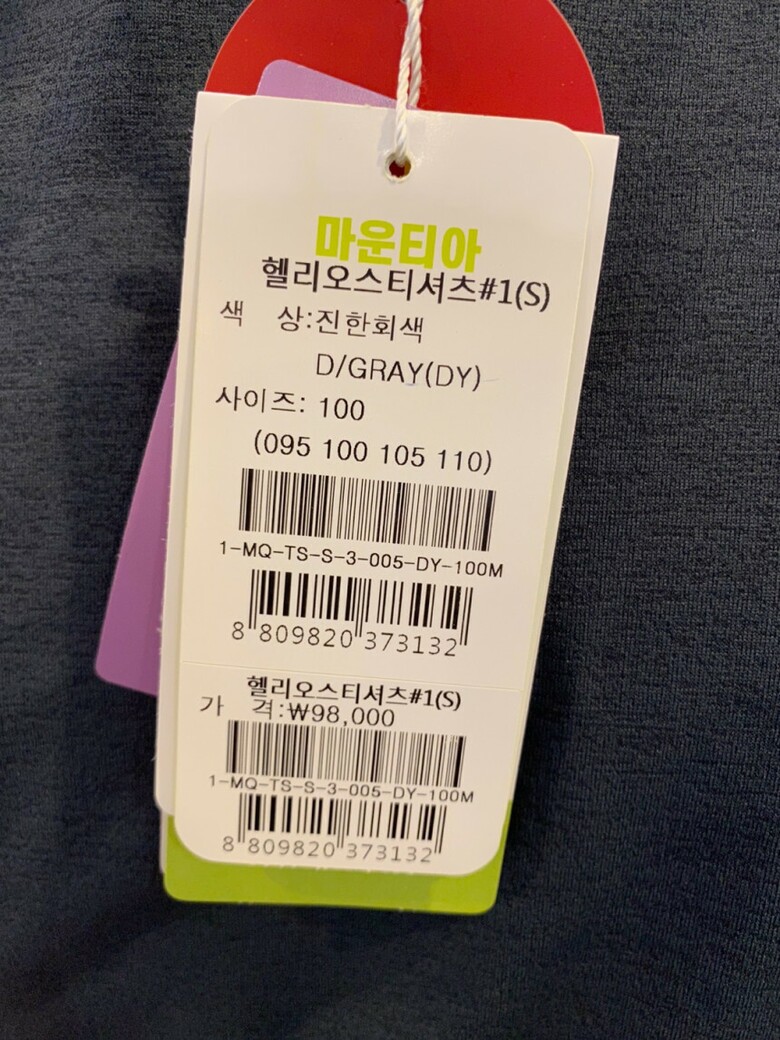 마운티아
헬리오스티셔츠#1(S)
색 상:진한회색
D/GRAY(DY)
사이즈: 100
(095 100 105 110)
1-MQ-TS-S-3-005-DY-100M
8 809820 373132
헬리오스티셔츠#1(S)
가 격:₩98,000
1-MQ-TS-S-3-005-DY-100M
8 809820 373132